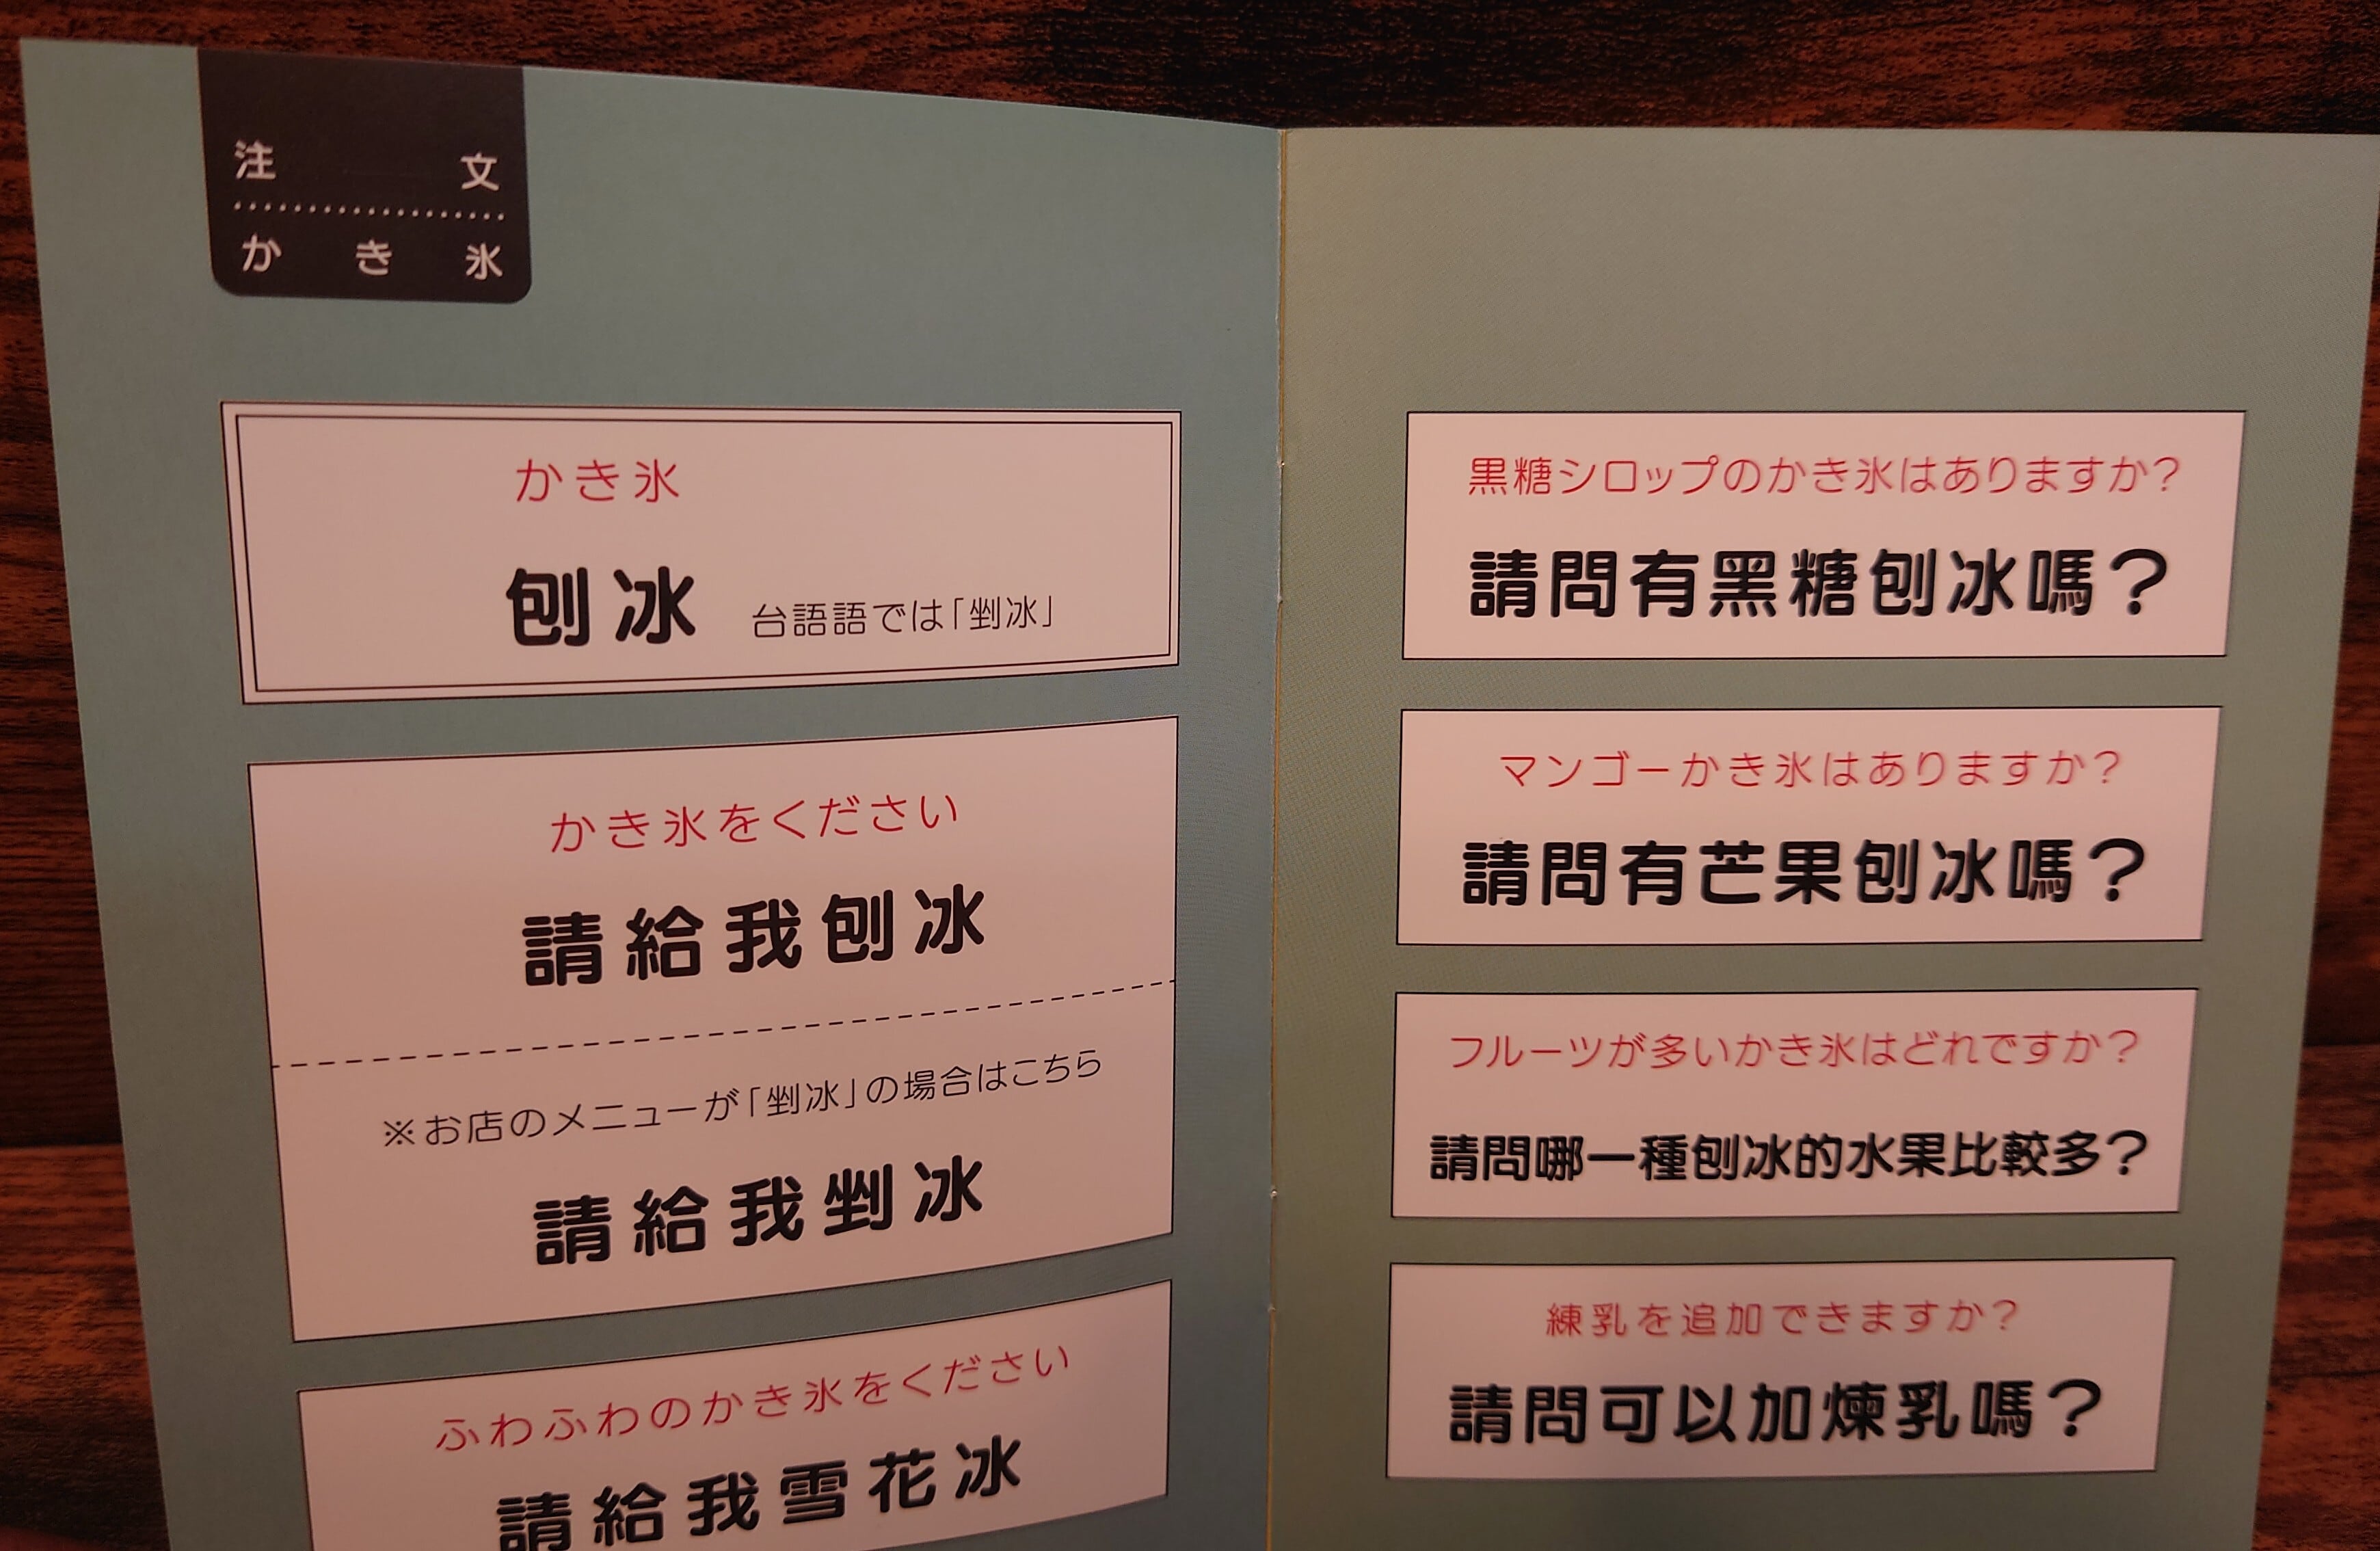 注文
かき氷
かき氷
刨冰 台語語では「剉冰」
かき氷をください
請給我刨冰
※お店のメニューが「剉冰」の場合はこちら
請給我剉冰
ふわふわのかき氷をください
請給我雪花冰
黒糖シロップのかき氷はありますか?
請問有黑糖刨冰嗎?
マンゴーかき氷はありますか?
請問有芒果刨冰嗎?
フルーツが多いかき氷はどれですか?
請問哪一種刨冰的水果比較多?
練乳を追加できますか?
請問可以加煉乳嗎?